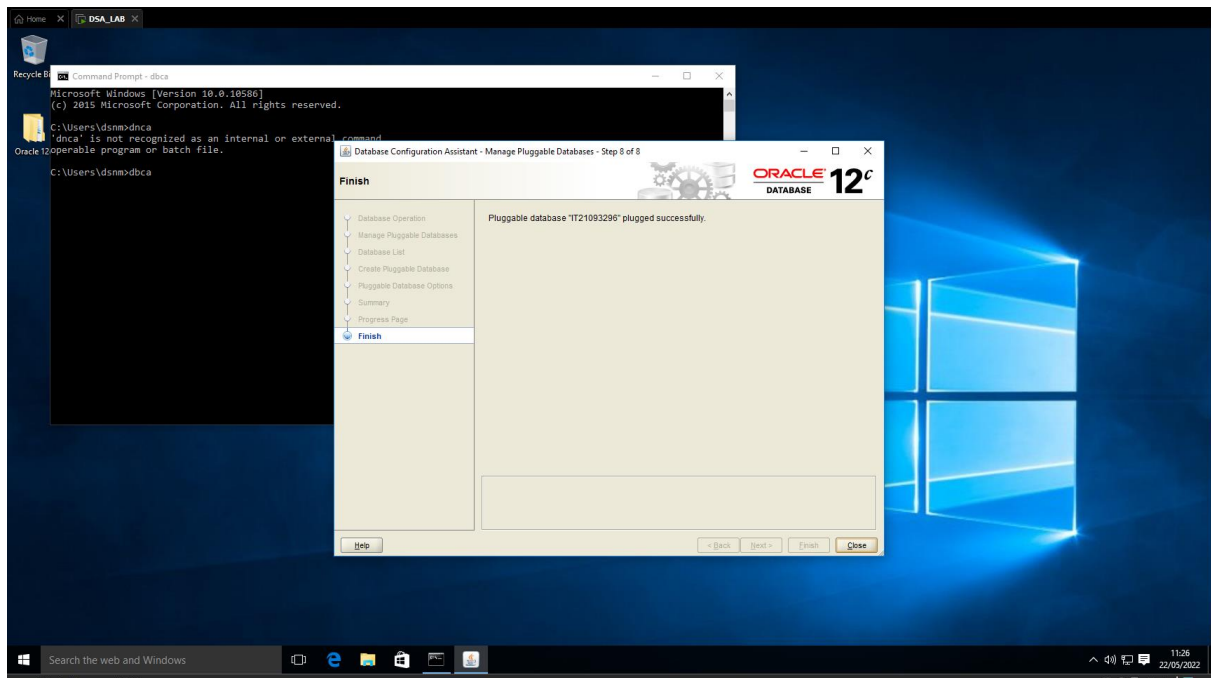 Home
DSA_LAB
Command Prompt - dbca
Recycle Bi
Microsoft Windows [Version 10.0.10586]
(c) 2015 Microsoft Corporation. All rights reserved.
C:\Users\dsnm>dnca
'dnca' is not recognized as an internal or external command
operable program or batch file.
Oracle 12
C:\Users\dsnm>dbca
Database Configuration Assistant - Manage Pluggable Databases - Step 8 of 8
Finish
ORACLE
DATABASE 12c
Database Operation
Manage Pluggable Databases
Database List
Create Pluggable Database
Pluggable Database Options
Summary
Progress Page
Finish
Pluggable database "IT21093296" plugged successfully.
Help
< Back
Next >
Finish
Close
Search the web and Windows
11:26
22/05/2022